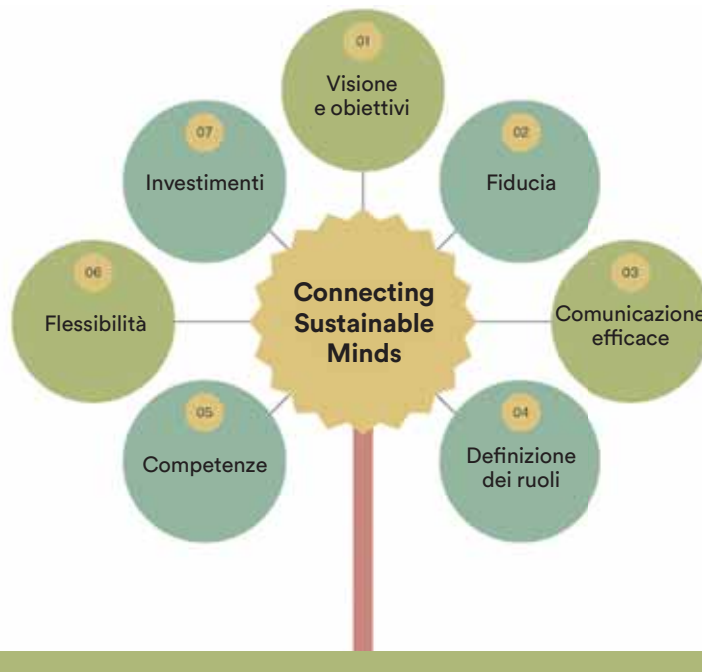 01
Visione
e obiettivi
02
Fiducia
03
Comunicazione
efficace
04
Definizione
dei ruoli
05
Competenze
06
Flessibilità
07
Investimenti
Connecting
Sustainable
Minds